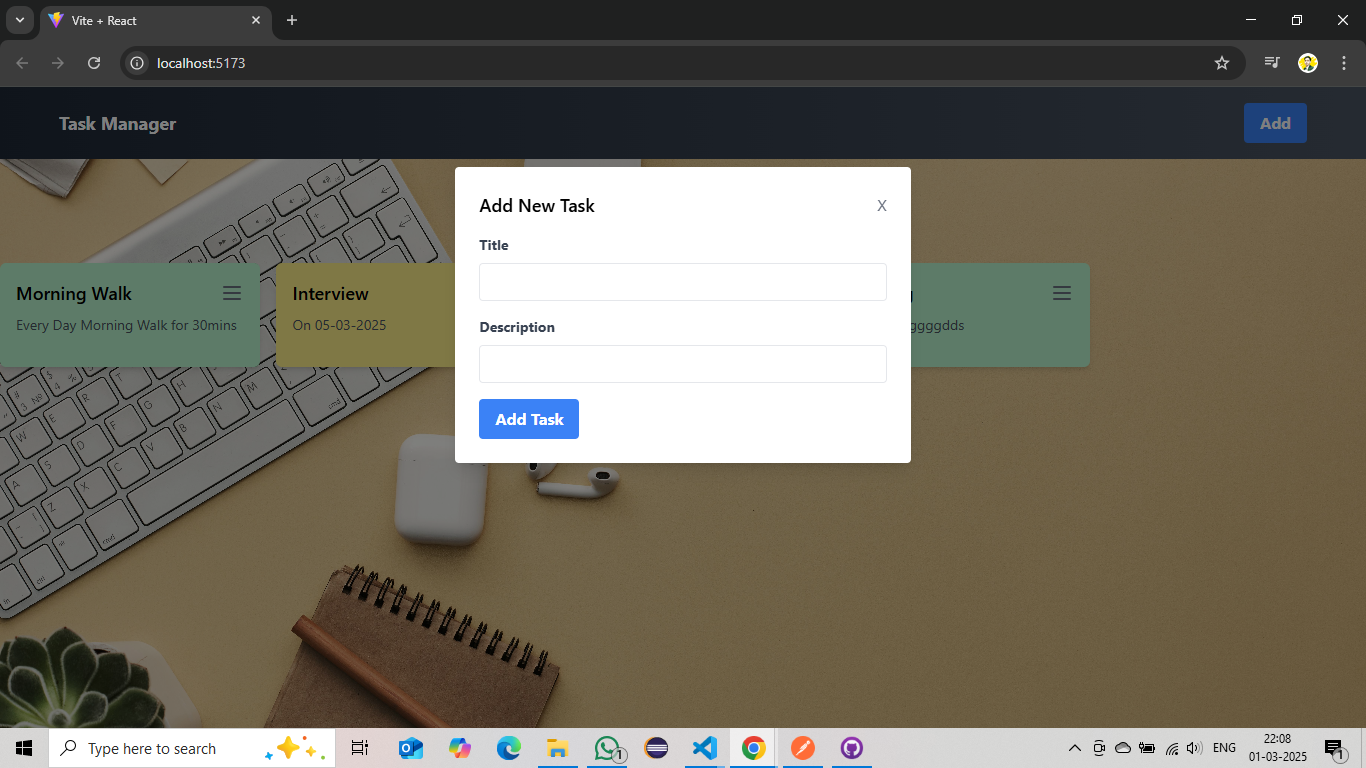 Vite + React
localhost:5173
Task Manager
Add
Add New Task
X
Title
Description
Add Task
Morning Walk
Every Day Morning Walk for 30mins
Interview
On 05-03-2025
ggggdds
Type here to search
1
ENG
22:08
01-03-2025
1